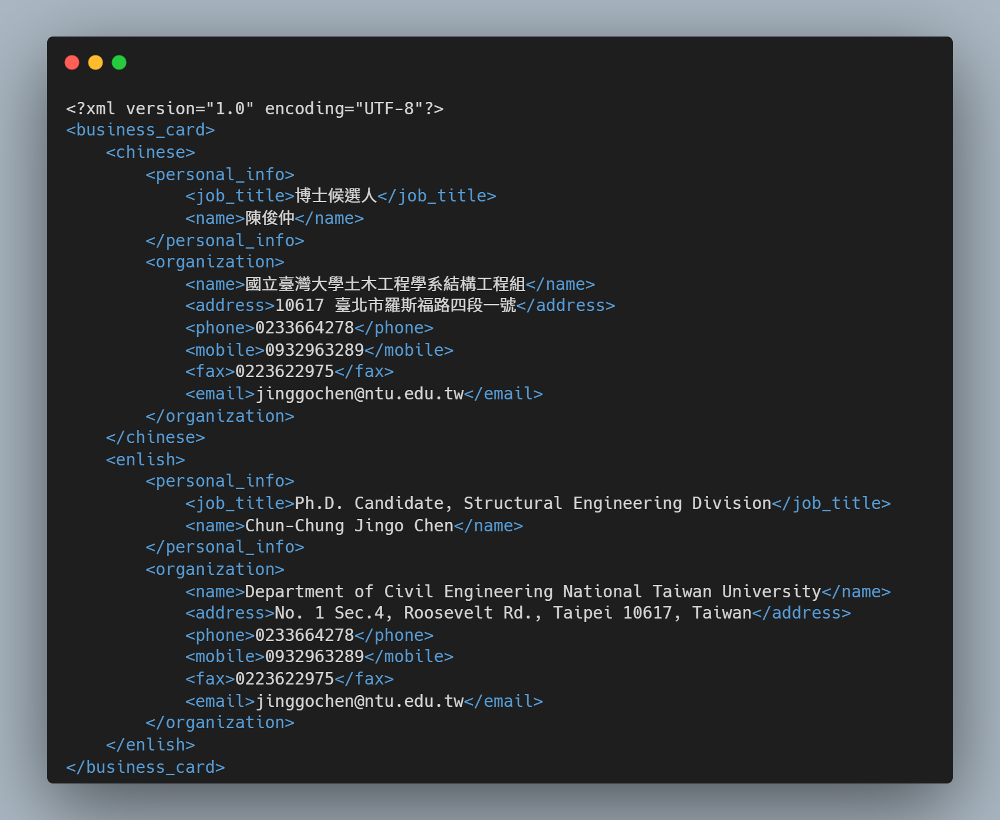 <?xml version="1.0" encoding="UTF-8"?>
<business_card>
    <chinese>
        <personal_info>
            <job_title>博士候選人</job_title>
            <name>陳俊仲</name>
        </personal_info>
        <organization>
            <name>國立臺灣大學土木工程學系結構工程組</name>
            <address>10617 臺北市羅斯福路四段一號</address>
            <phone>0233664278</phone>
            <mobile>0932963289</mobile>
            <fax>0223622975</fax>
            <email>jinggochen@ntu.edu.tw</email>
        </organization>
    </chinese>
    <enlish>
        <personal_info>
            <job_title>Ph.D. Candidate, Structural Engineering Division</job_title>
            <name>Chun-Chung Jingo Chen</name>
        </personal_info>
        <organization>
            <name>Department of Civil Engineering National Taiwan University</name>
            <address>No. 1 Sec.4, Roosevelt Rd., Taipei 10617, Taiwan</address>
            <phone>0233664278</phone>
            <mobile>0932963289</mobile>
            <fax>0223622975</fax>
            <email>jinggochen@ntu.edu.tw</email>
        </organization>
    </enlish>
</business_card>